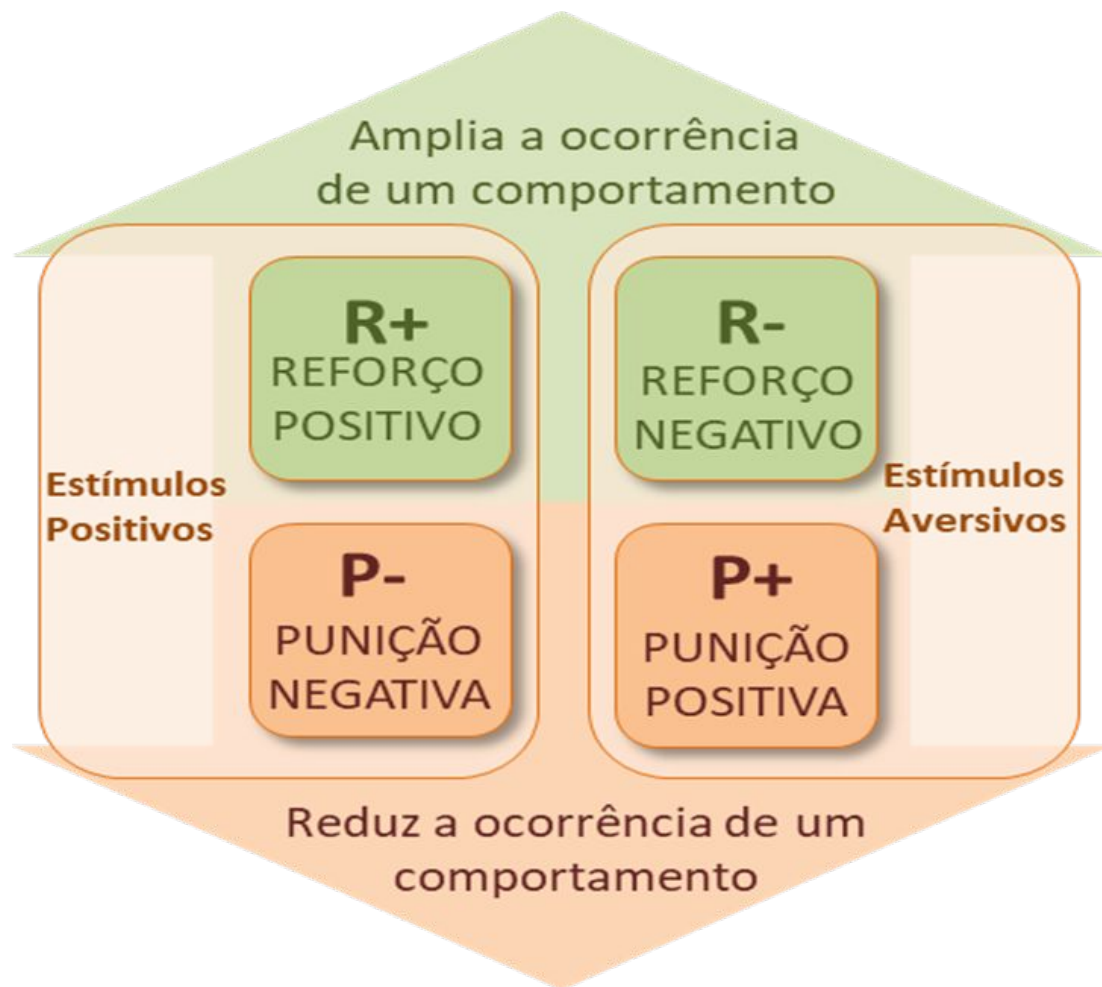 Amplia a ocorrência
de um comportamento
R+
REFORÇO
POSITIVO
R-
REFORÇO
NEGATIVO
Estímulos
Positivos
Estímulos
Aversivos
P-
PUNIÇÃO
NEGATIVA
P+
PUNIÇÃO
POSITIVA
Reduz a ocorrência de um
comportamento